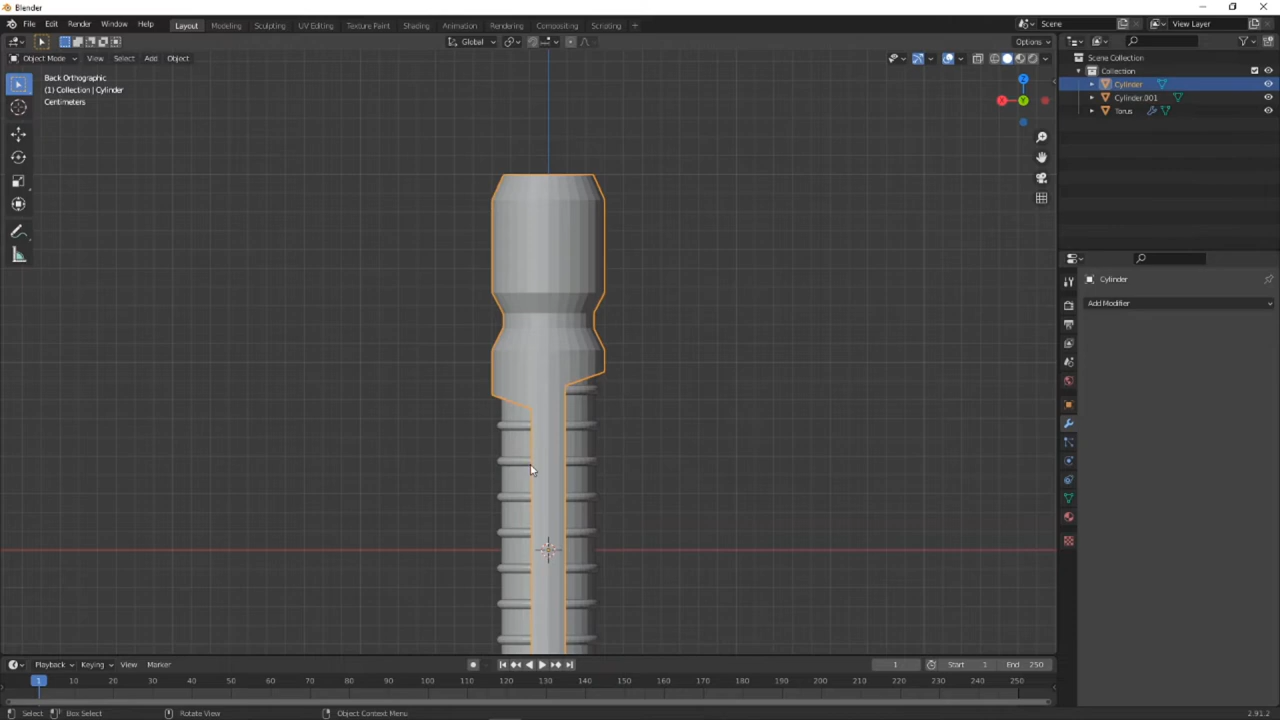 Blender
File Edit Render Window Help Layout Modeling Sculpting UV Editing Texture Paint Shading Animation Rendering Compositing Scripting + Scene View Layer
Global Options
Object Mode View Select Add Object
Back Orthographic
(1) Collection | Cylinder
Centimeters
Z
X
Y
Scene Collection
Collection
Cylinder
Cylinder.001
Torus
Cylinder
Add Modifier
Playback Keying View Marker 1 Start 1 End 250
1 10 20 30 40 50 60 70 80 90 100 110 120 130 140 150 160 170 180 190 200 210 220 230 240 250
Select Box Select Rotate View Object Context Menu 2.91.2